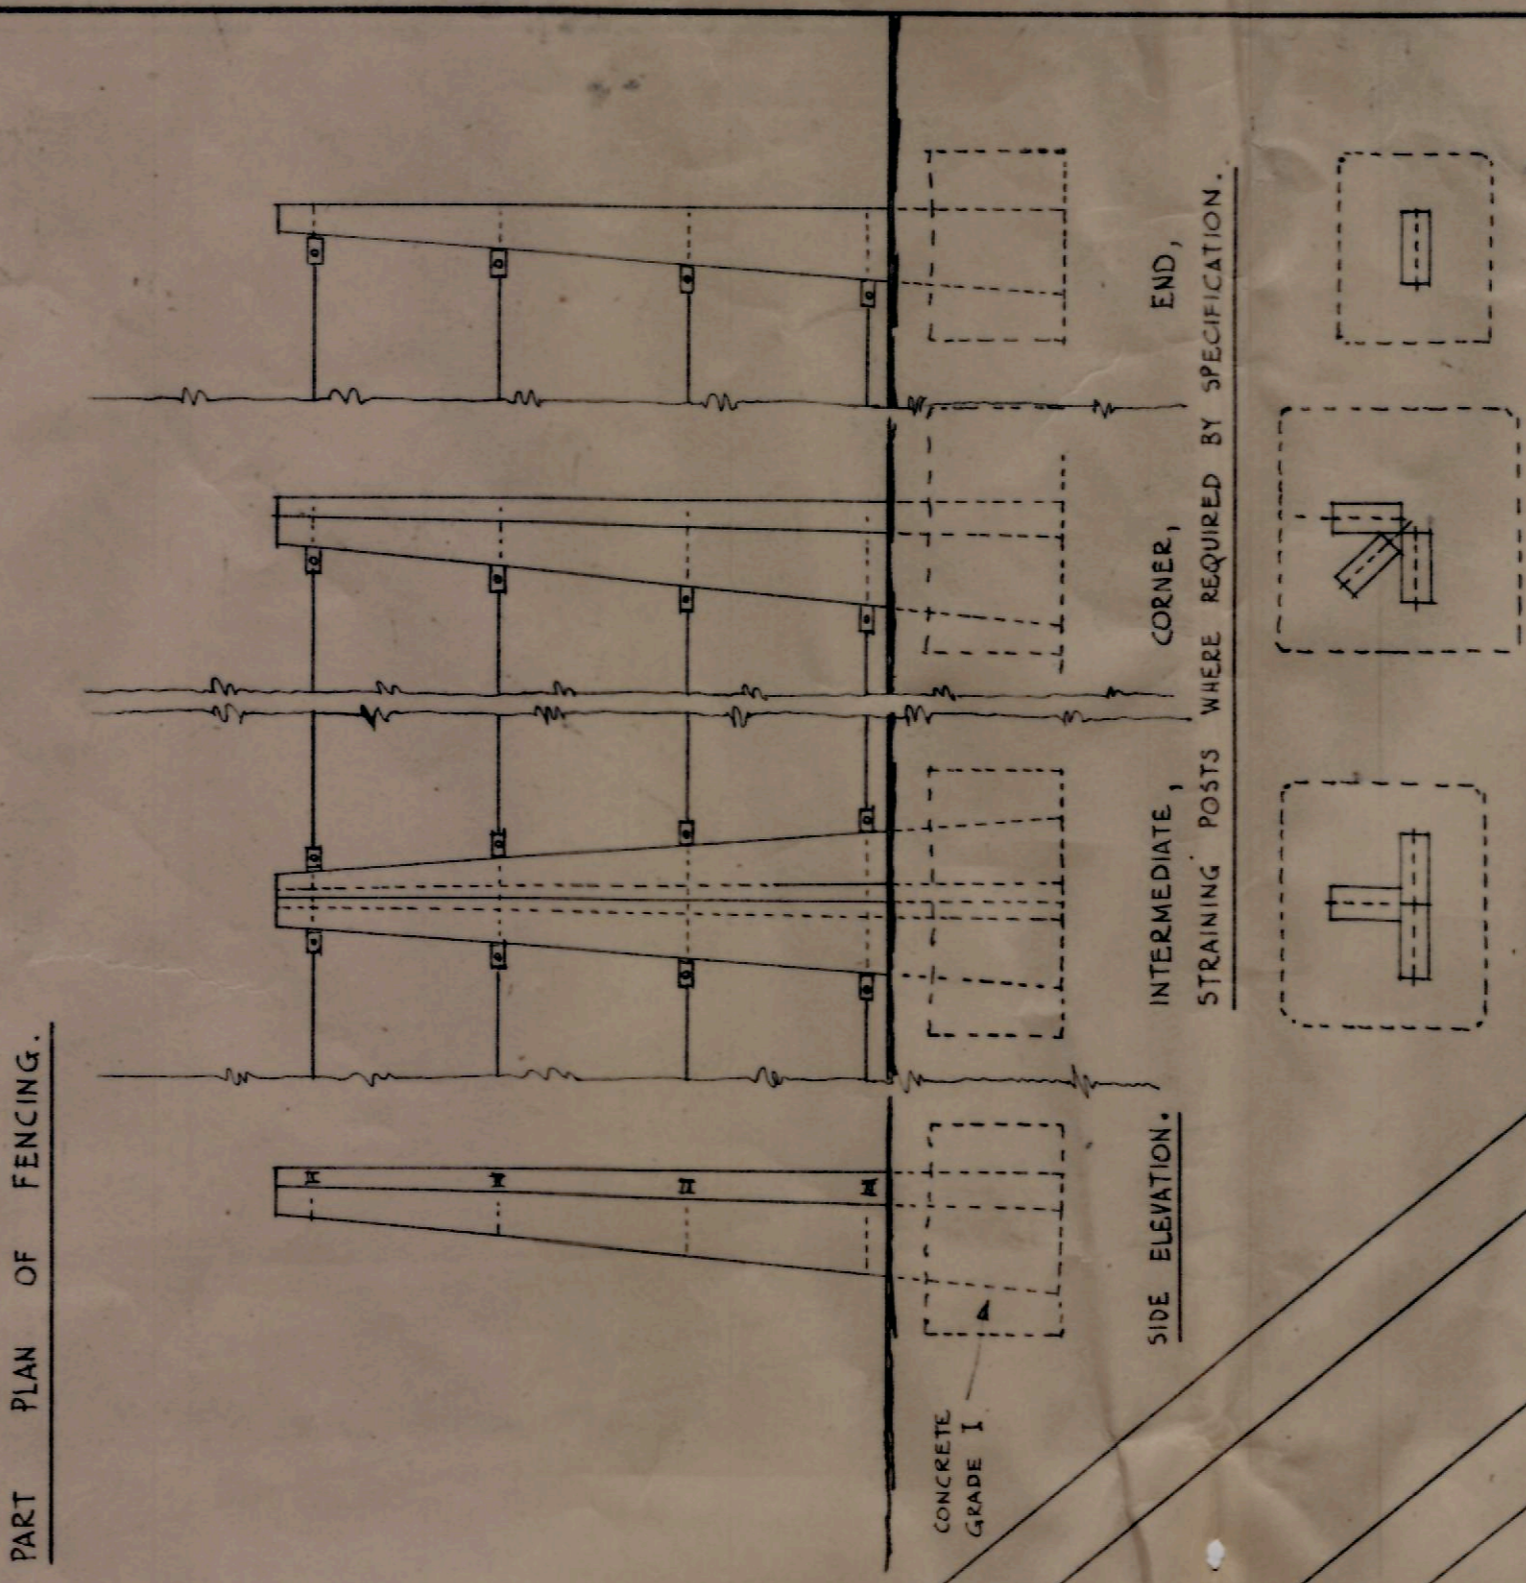 PART PLAN OF FENCING.
CONCRETE
GRADE I
SIDE ELEVATION.
INTERMEDIATE, CORNER, END,
STRAINING POSTS WHERE REQUIRED BY SPECIFICATION.